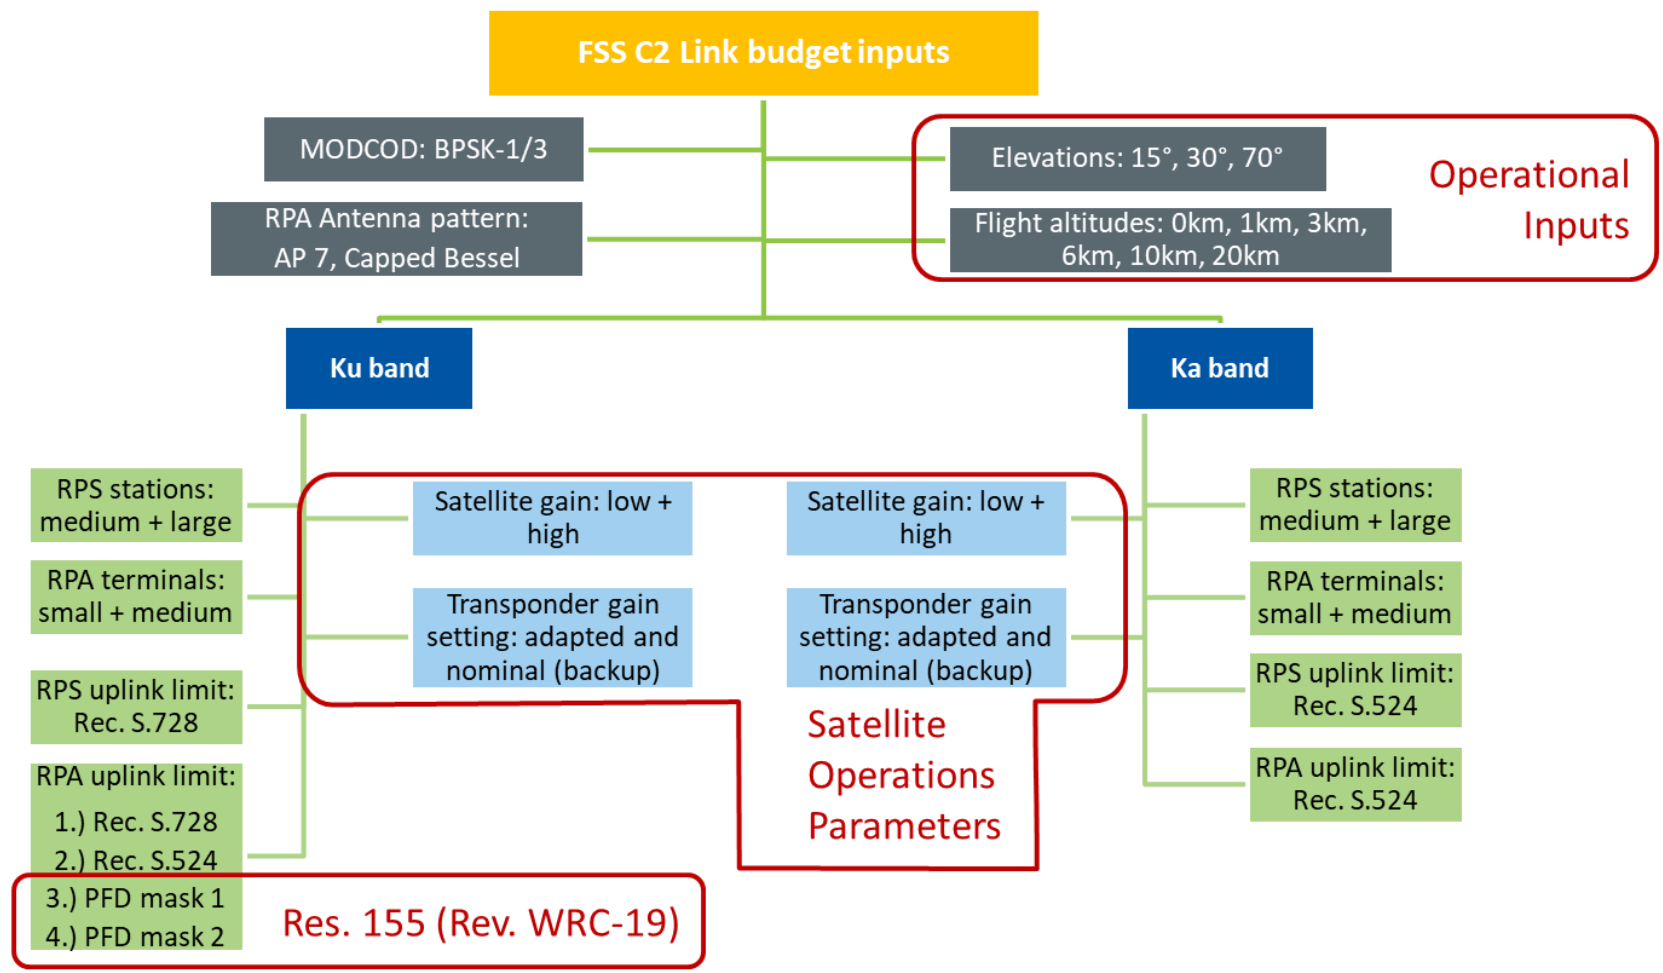 FSS C2 Link budget inputs
MODCOD: BPSK-1/3
RPA Antenna pattern:
AP 7, Capped Bessel
Elevations: 15°, 30°, 70°
Flight altitudes: 0km, 1km, 3km,
6km, 10km, 20km
Operational
Inputs
Ku band
Ka band
RPS stations:
medium + large
RPA terminals:
small + medium
RPS uplink limit:
Rec. S.728
RPA uplink limit:
1.) Rec. S.728
2.) Rec. S.524
3.) PFD mask 1
4.) PFD mask 2
Res. 155 (Rev. WRC-19)
Satellite gain: low +
high
Transponder gain
setting: adapted and
nominal (backup)
Satellite gain: low +
high
Transponder gain
setting: adapted and
nominal (backup)
Satellite
Operations
Parameters
RPS stations:
medium + large
RPA terminals:
small + medium
RPS uplink limit:
Rec. S.524
RPA uplink limit:
Rec. S.524